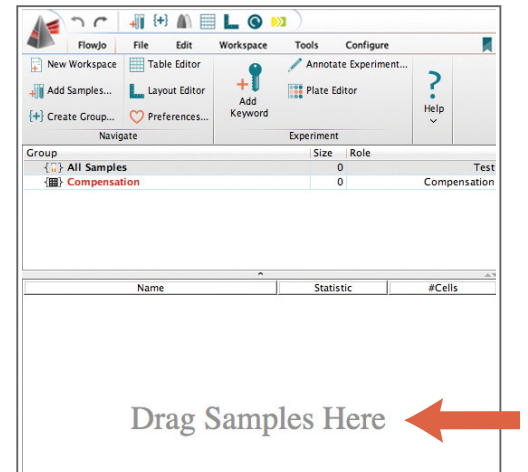 FlowJo File Edit Workspace Tools Configure
New Workspace Table Editor Annotate Experiment...
Add Samples... Layout Editor Add Plate Editor Help
{+} Create Group... Preferences... Keyword
Navigate Experiment
Group Size Role
All Samples 0 Test
Compensation 0 Compensation
Name Statistic #Cells
Drag Samples Here